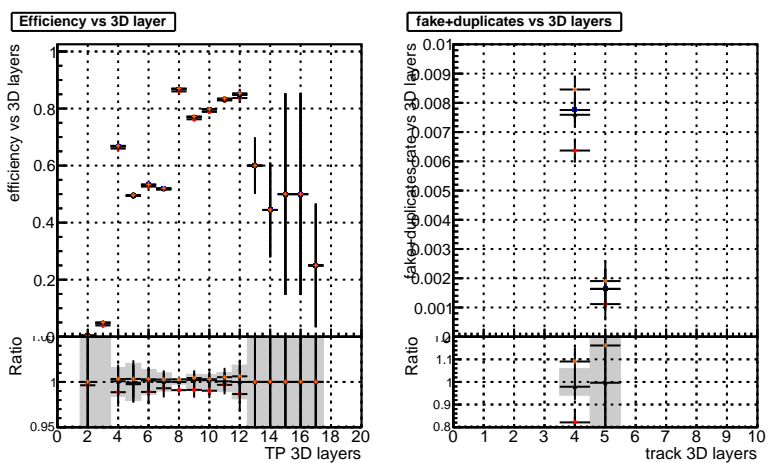 Efficiency vs 3D layer
efficiency vs 3D layers
1
0.8
0.6
0.4
0.2
0
Ratio
1
0.95
0 2 4 6 8 10 12 14 16 18 20
TP 3D layers
fake+duplicates vs 3D layers
fake+duplicates rate vs 3D layers
0.01
0.009
0.008
0.007
0.006
0.005
0.004
0.003
0.002
0.001
0
Ratio
1.1
1
0.9
0.8
0 1 2 3 4 5 6 7 8 9 10
track 3D layers